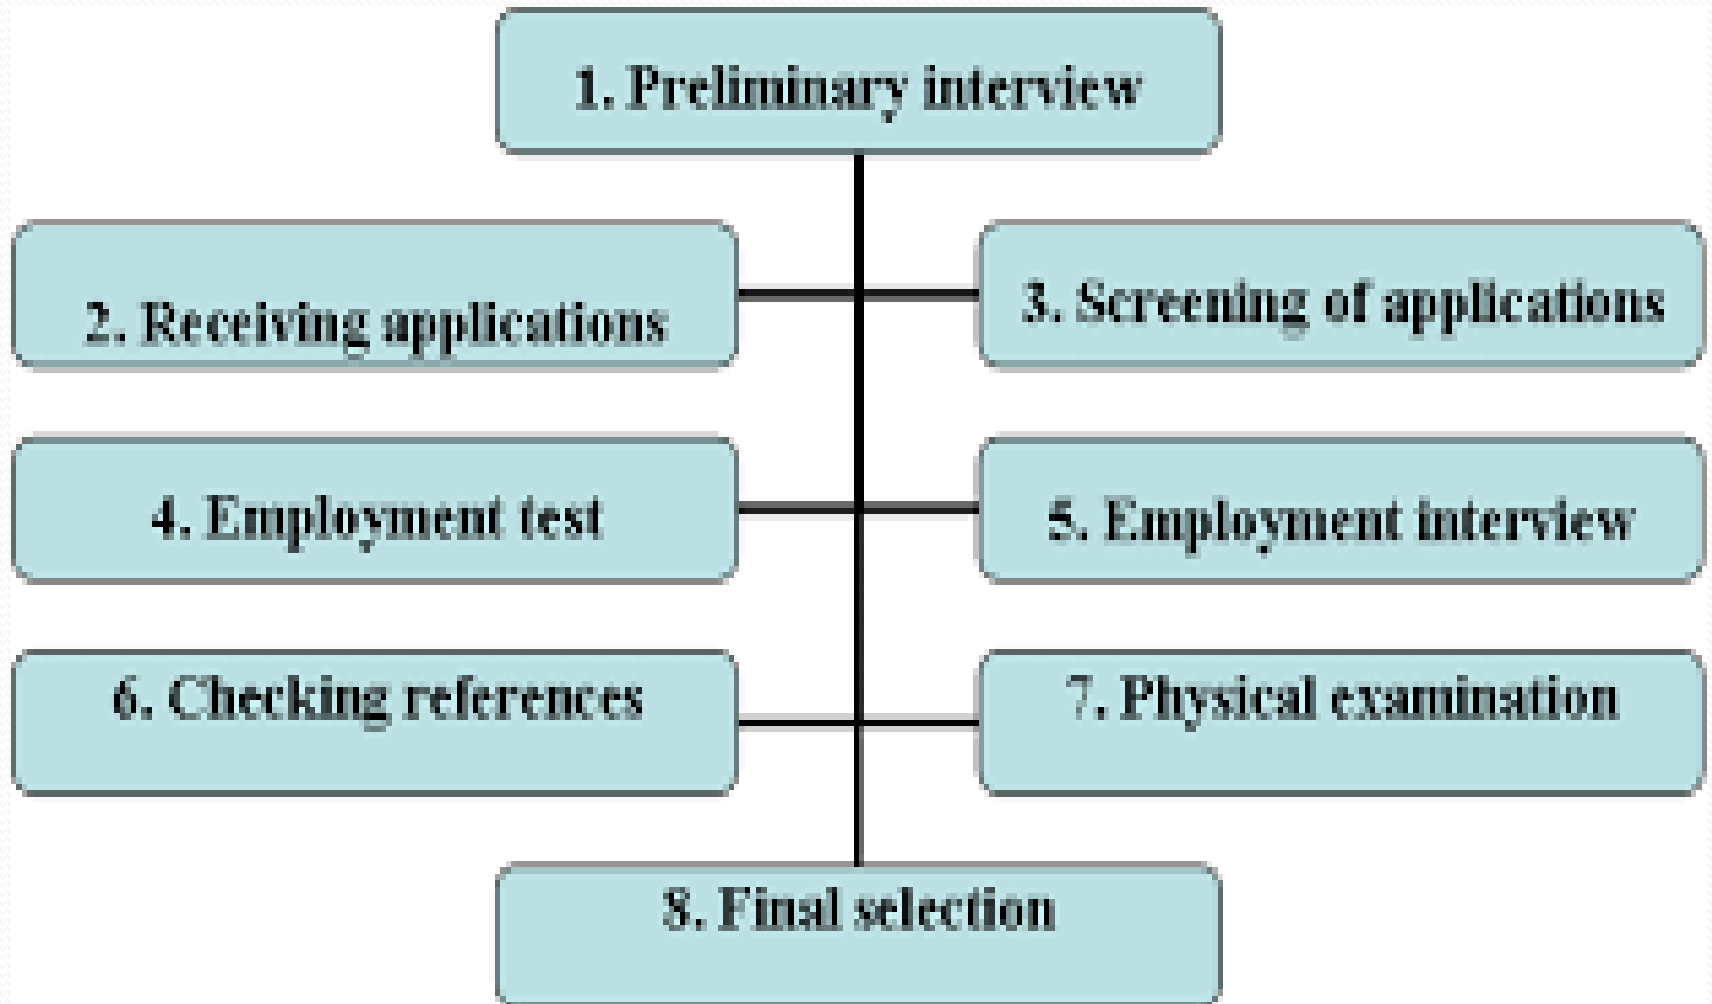 1. Preliminary interview
2. Receiving applications
3. Screening of applications
4. Employment test
5. Employment interview
6. Checking references
7. Physical examination
8. Final selection